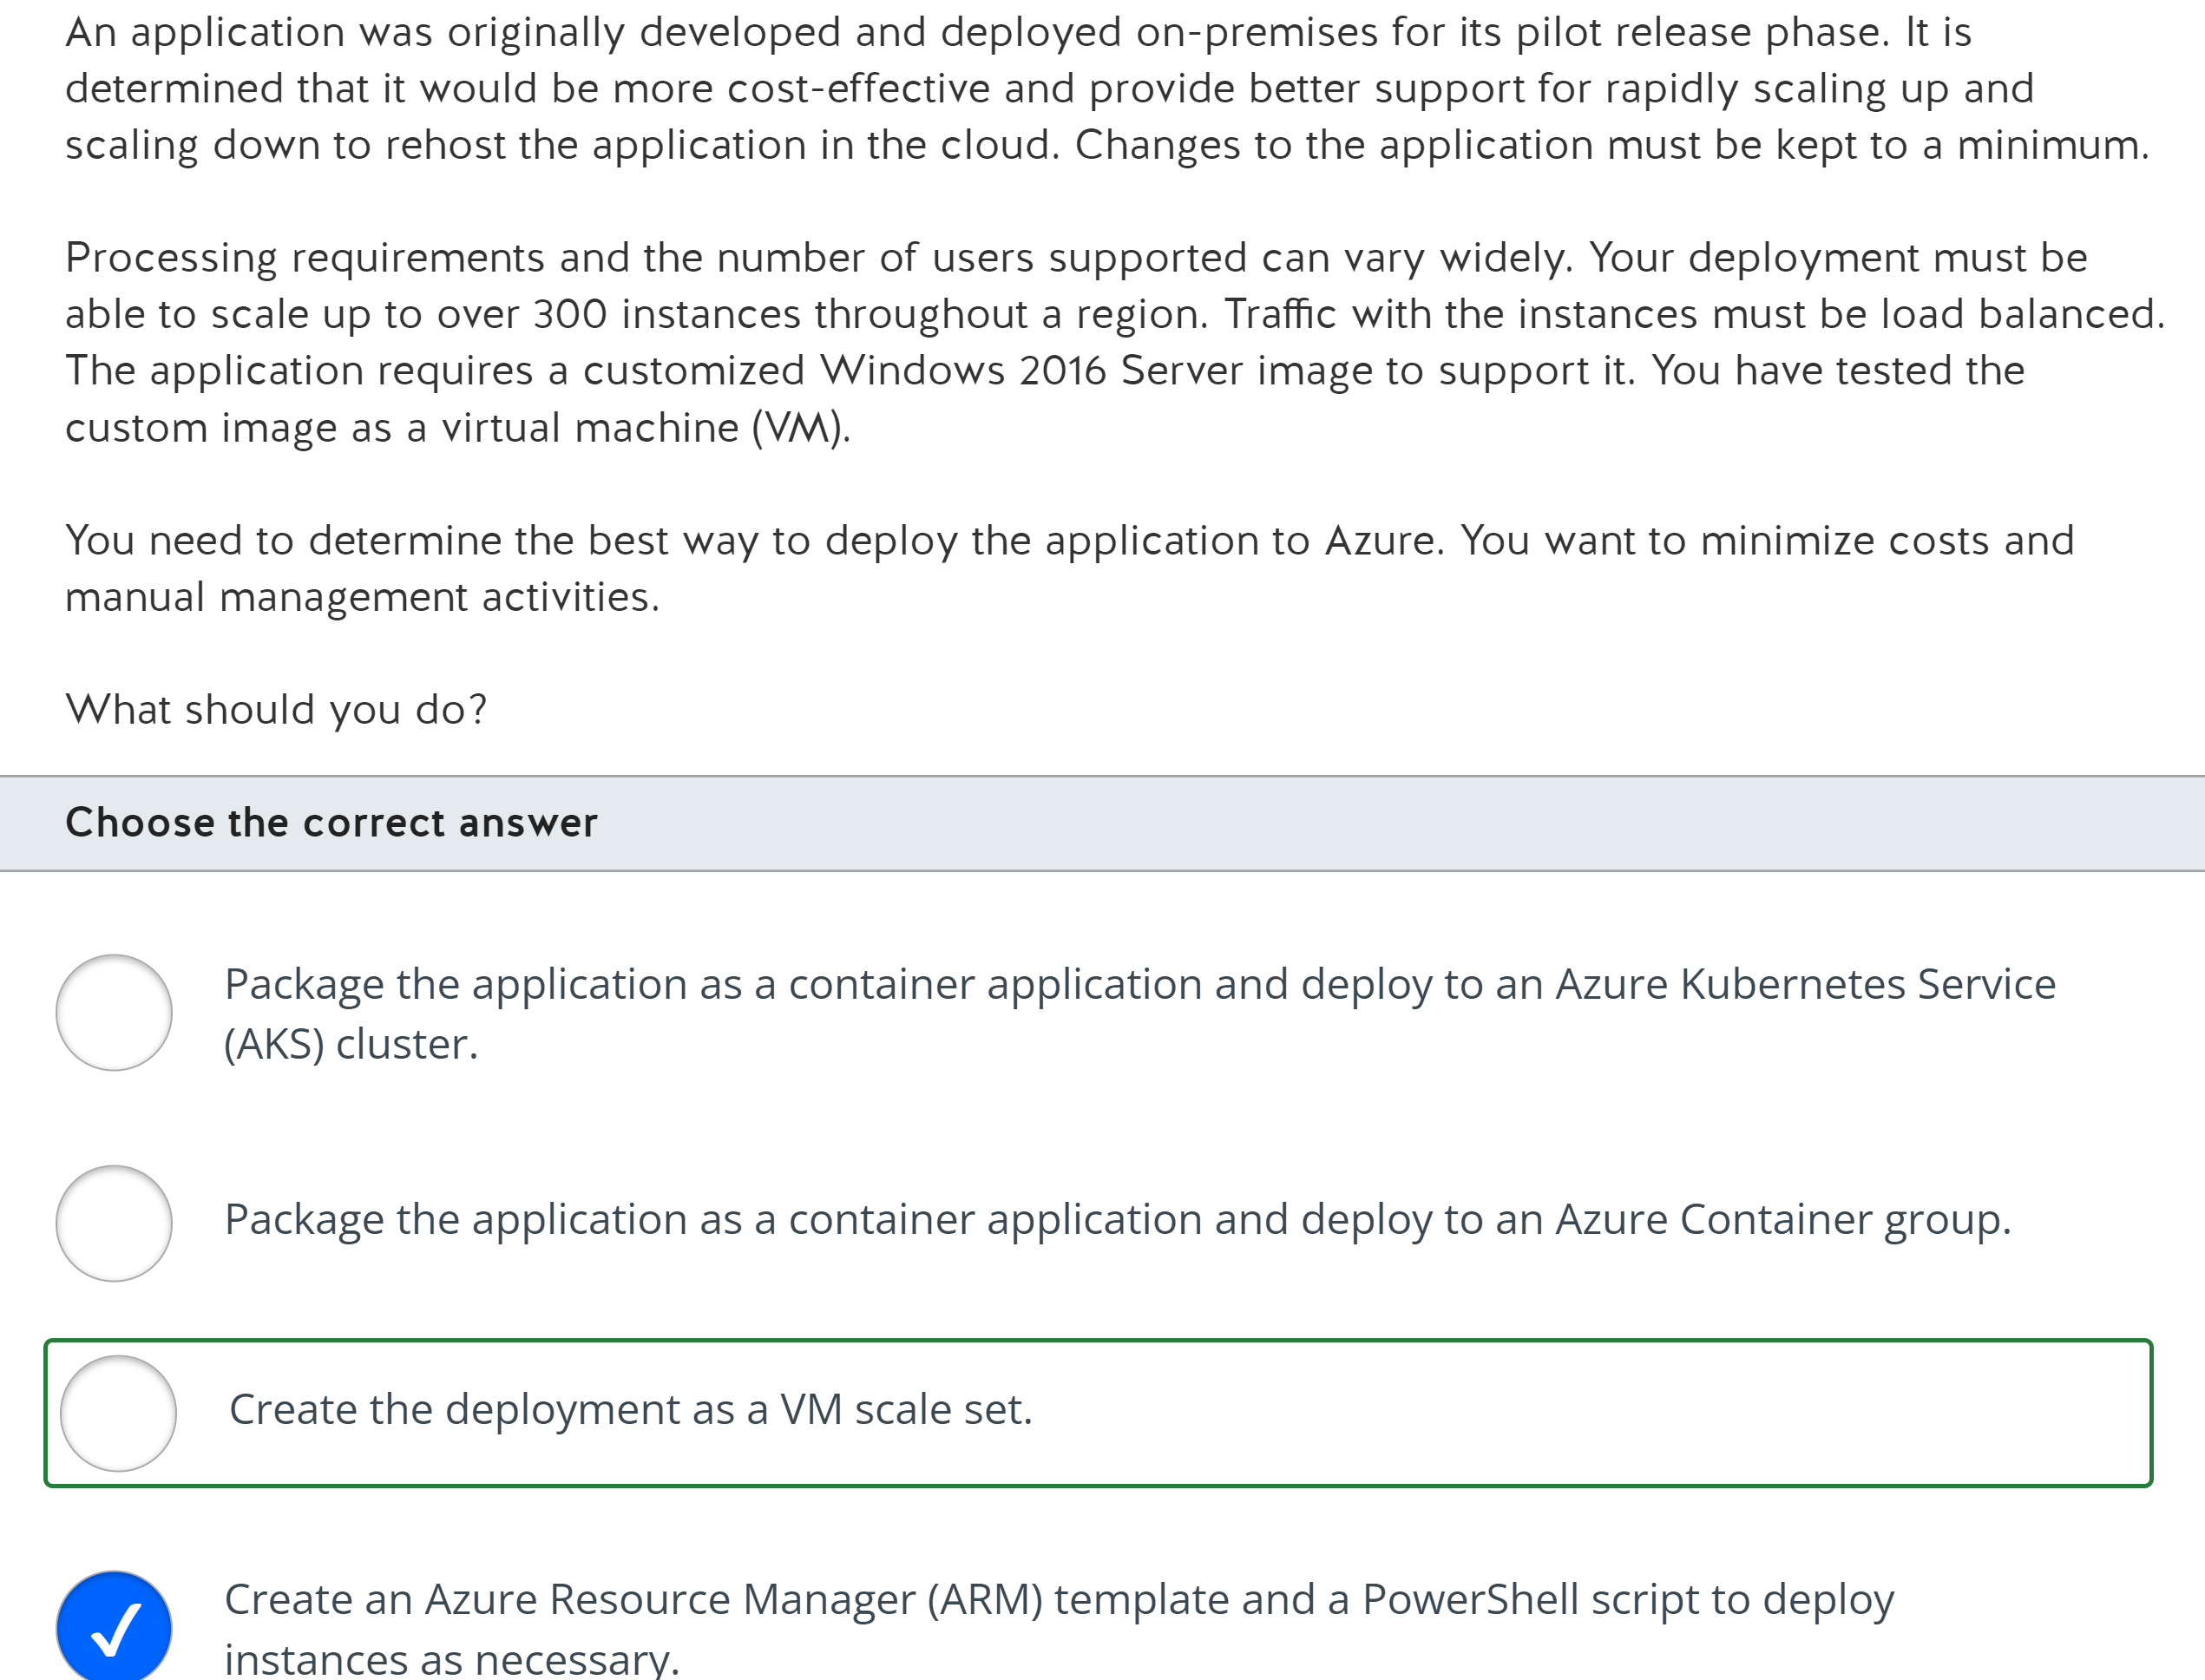 An application was originally developed and deployed on-premises for its pilot release phase. It is
determined that it would be more cost-effective and provide better support for rapidly scaling up and
scaling down to rehost the application in the cloud. Changes to the application must be kept to a minimum.
Processing requirements and the number of users supported can vary widely. Your deployment must be
able to scale up to over 300 instances throughout a region. Traffic with the instances must be load balanced.
The application requires a customized Windows 2016 Server image to support it. You have tested the
custom image as a virtual machine (VM).
You need to determine the best way to deploy the application to Azure. You want to minimize costs and
manual management activities.
What should you do?
Choose the correct answer
Package the application as a container application and deploy to an Azure Kubernetes Service
(AKS) cluster.
Package the application as a container application and deploy to an Azure Container group.
Create the deployment as a VM scale set.
Create an Azure Resource Manager (ARM) template and a PowerShell script to deploy
instances as necessary.